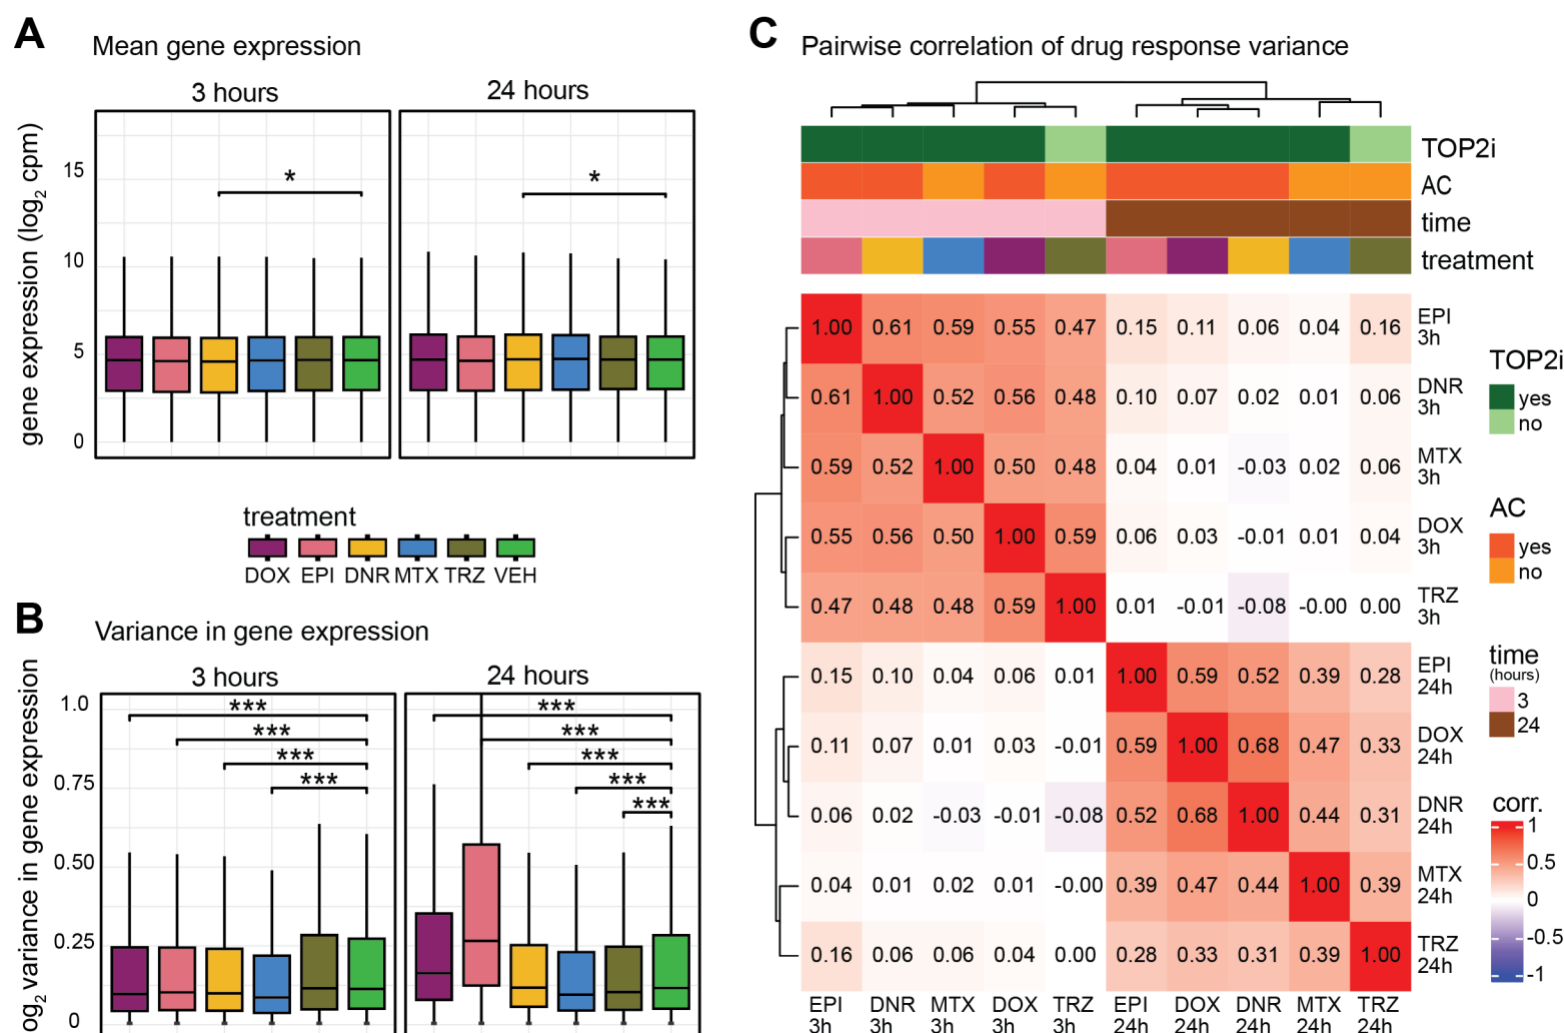 A
Mean gene expression
3 hours
24 hours
gene expression (log2 cpm)
15
10
5
0
*
*
treatment
DOX EPI DNR MTX TRZ VEH
B
Variance in gene expression
3 hours
24 hours
og2 variance in gene expression
1.0
0.75
0.50
0.25
0
***
***
***
***
***
***
***
***
***
C
Pairwise correlation of drug response variance
TOP2i
AC
time
treatment
1.00 0.61 0.59 0.55 0.47 0.15 0.11 0.06 0.04 0.16 EPI 3h
0.61 1.00 0.52 0.56 0.48 0.10 0.07 0.02 0.01 0.06 DNR 3h
0.59 0.52 1.00 0.50 0.48 0.04 0.01 -0.03 0.02 0.06 MTX 3h
0.55 0.56 0.50 1.00 0.59 0.06 0.03 -0.01 0.01 0.04 DOX 3h
0.47 0.48 0.48 0.59 1.00 0.01 -0.01 -0.08 -0.00 0.00 TRZ 3h
0.15 0.10 0.04 0.06 0.01 1.00 0.59 0.52 0.39 0.28 EPI 24h
0.11 0.07 0.01 0.03 -0.01 0.59 1.00 0.68 0.47 0.33 DOX 24h
0.06 0.02 -0.03 -0.01 -0.08 0.52 0.68 1.00 0.44 0.31 DNR 24h
0.04 0.01 0.02 0.01 -0.00 0.39 0.47 0.44 1.00 0.39 MTX 24h
0.16 0.06 0.06 0.04 0.00 0.28 0.33 0.31 0.39 1.00 TRZ 24h
EPI DNR MTX DOX TRZ EPI DOX DNR MTX TRZ
3h 3h 3h 3h 3h 24h 24h 24h 24h 24h
TOP2i
yes
no
AC
yes
no
time
(hours)
3
24
corr.
1
0.5
0
-0.5
-1